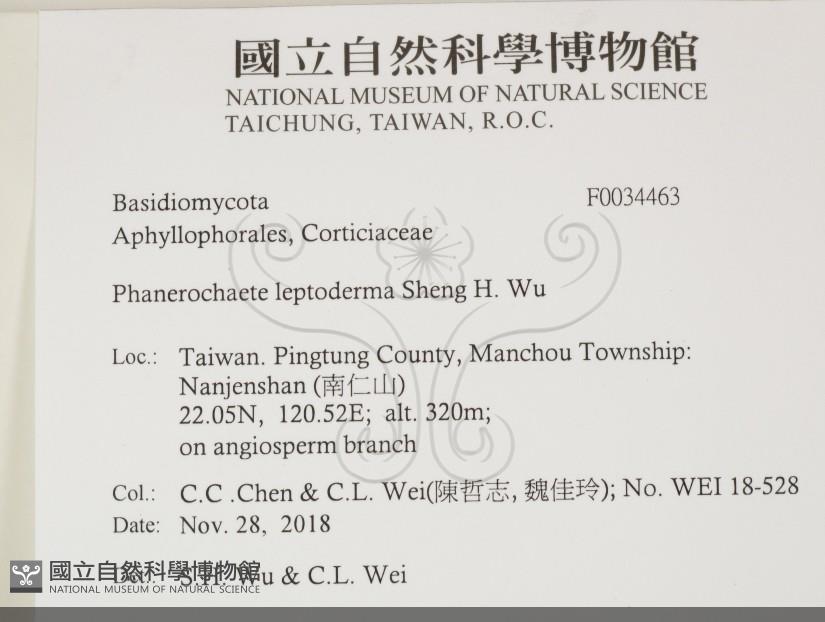 國立自然科學博物館
NATIONAL MUSEUM OF NATURAL SCIENCE
TAICHUNG, TAIWAN, R.O.C.
Basidiomycota F0034463
Aphyllophorales, Corticiaceae
Phanerochaete leptoderma Sheng H. Wu
Loc.: Taiwan. Pingtung County, Manchou Township:
Nanjenshan (南仁山)
22.05N, 120.52E; alt. 320m;
on angiosperm branch
Col.: C.C .Chen & C.L. Wei(陳哲志, 魏佳玲); No. WEI 18-528
Date: Nov. 28, 2018
S.H. Wu & C.L. Wei
國立自然科學博物館
NATIONAL MUSEUM OF NATURAL SCIENCE